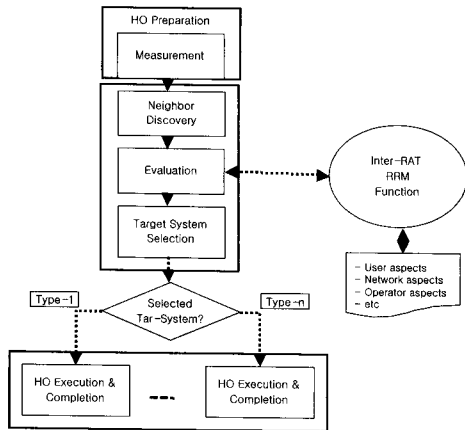 HO Preparation
Measurement
Neighbor
Discovery
Evaluation
Inter-RAT
RRM
Function
Target System
Selection
- User aspects
- Network aspects
- Operator aspects
- etc
Type-1
Selected
Tar-System?
Type-n
HO Execution &
Completion
HO Execution &
Completion